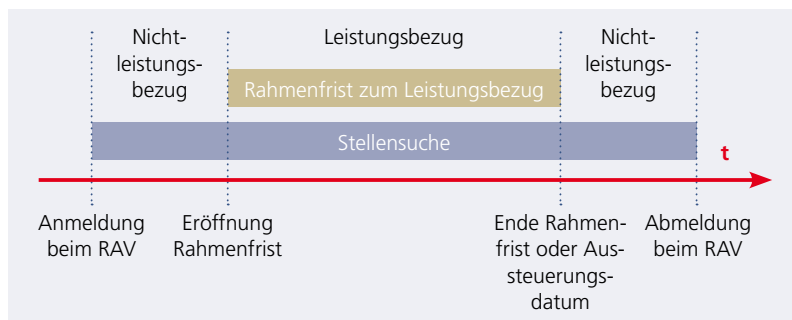 Nicht-
leistungs-
bezug
Leistungsbezug
Nicht-
leistungs-
bezug
Rahmenfrist zum Leistungsbezug
Stellensuche
t
Anmeldung
beim RAV
Eröffnung
Rahmenfrist
Ende Rahmen-
frist oder Aus-
steuerungs-
datum
Abmeldung
beim RAV